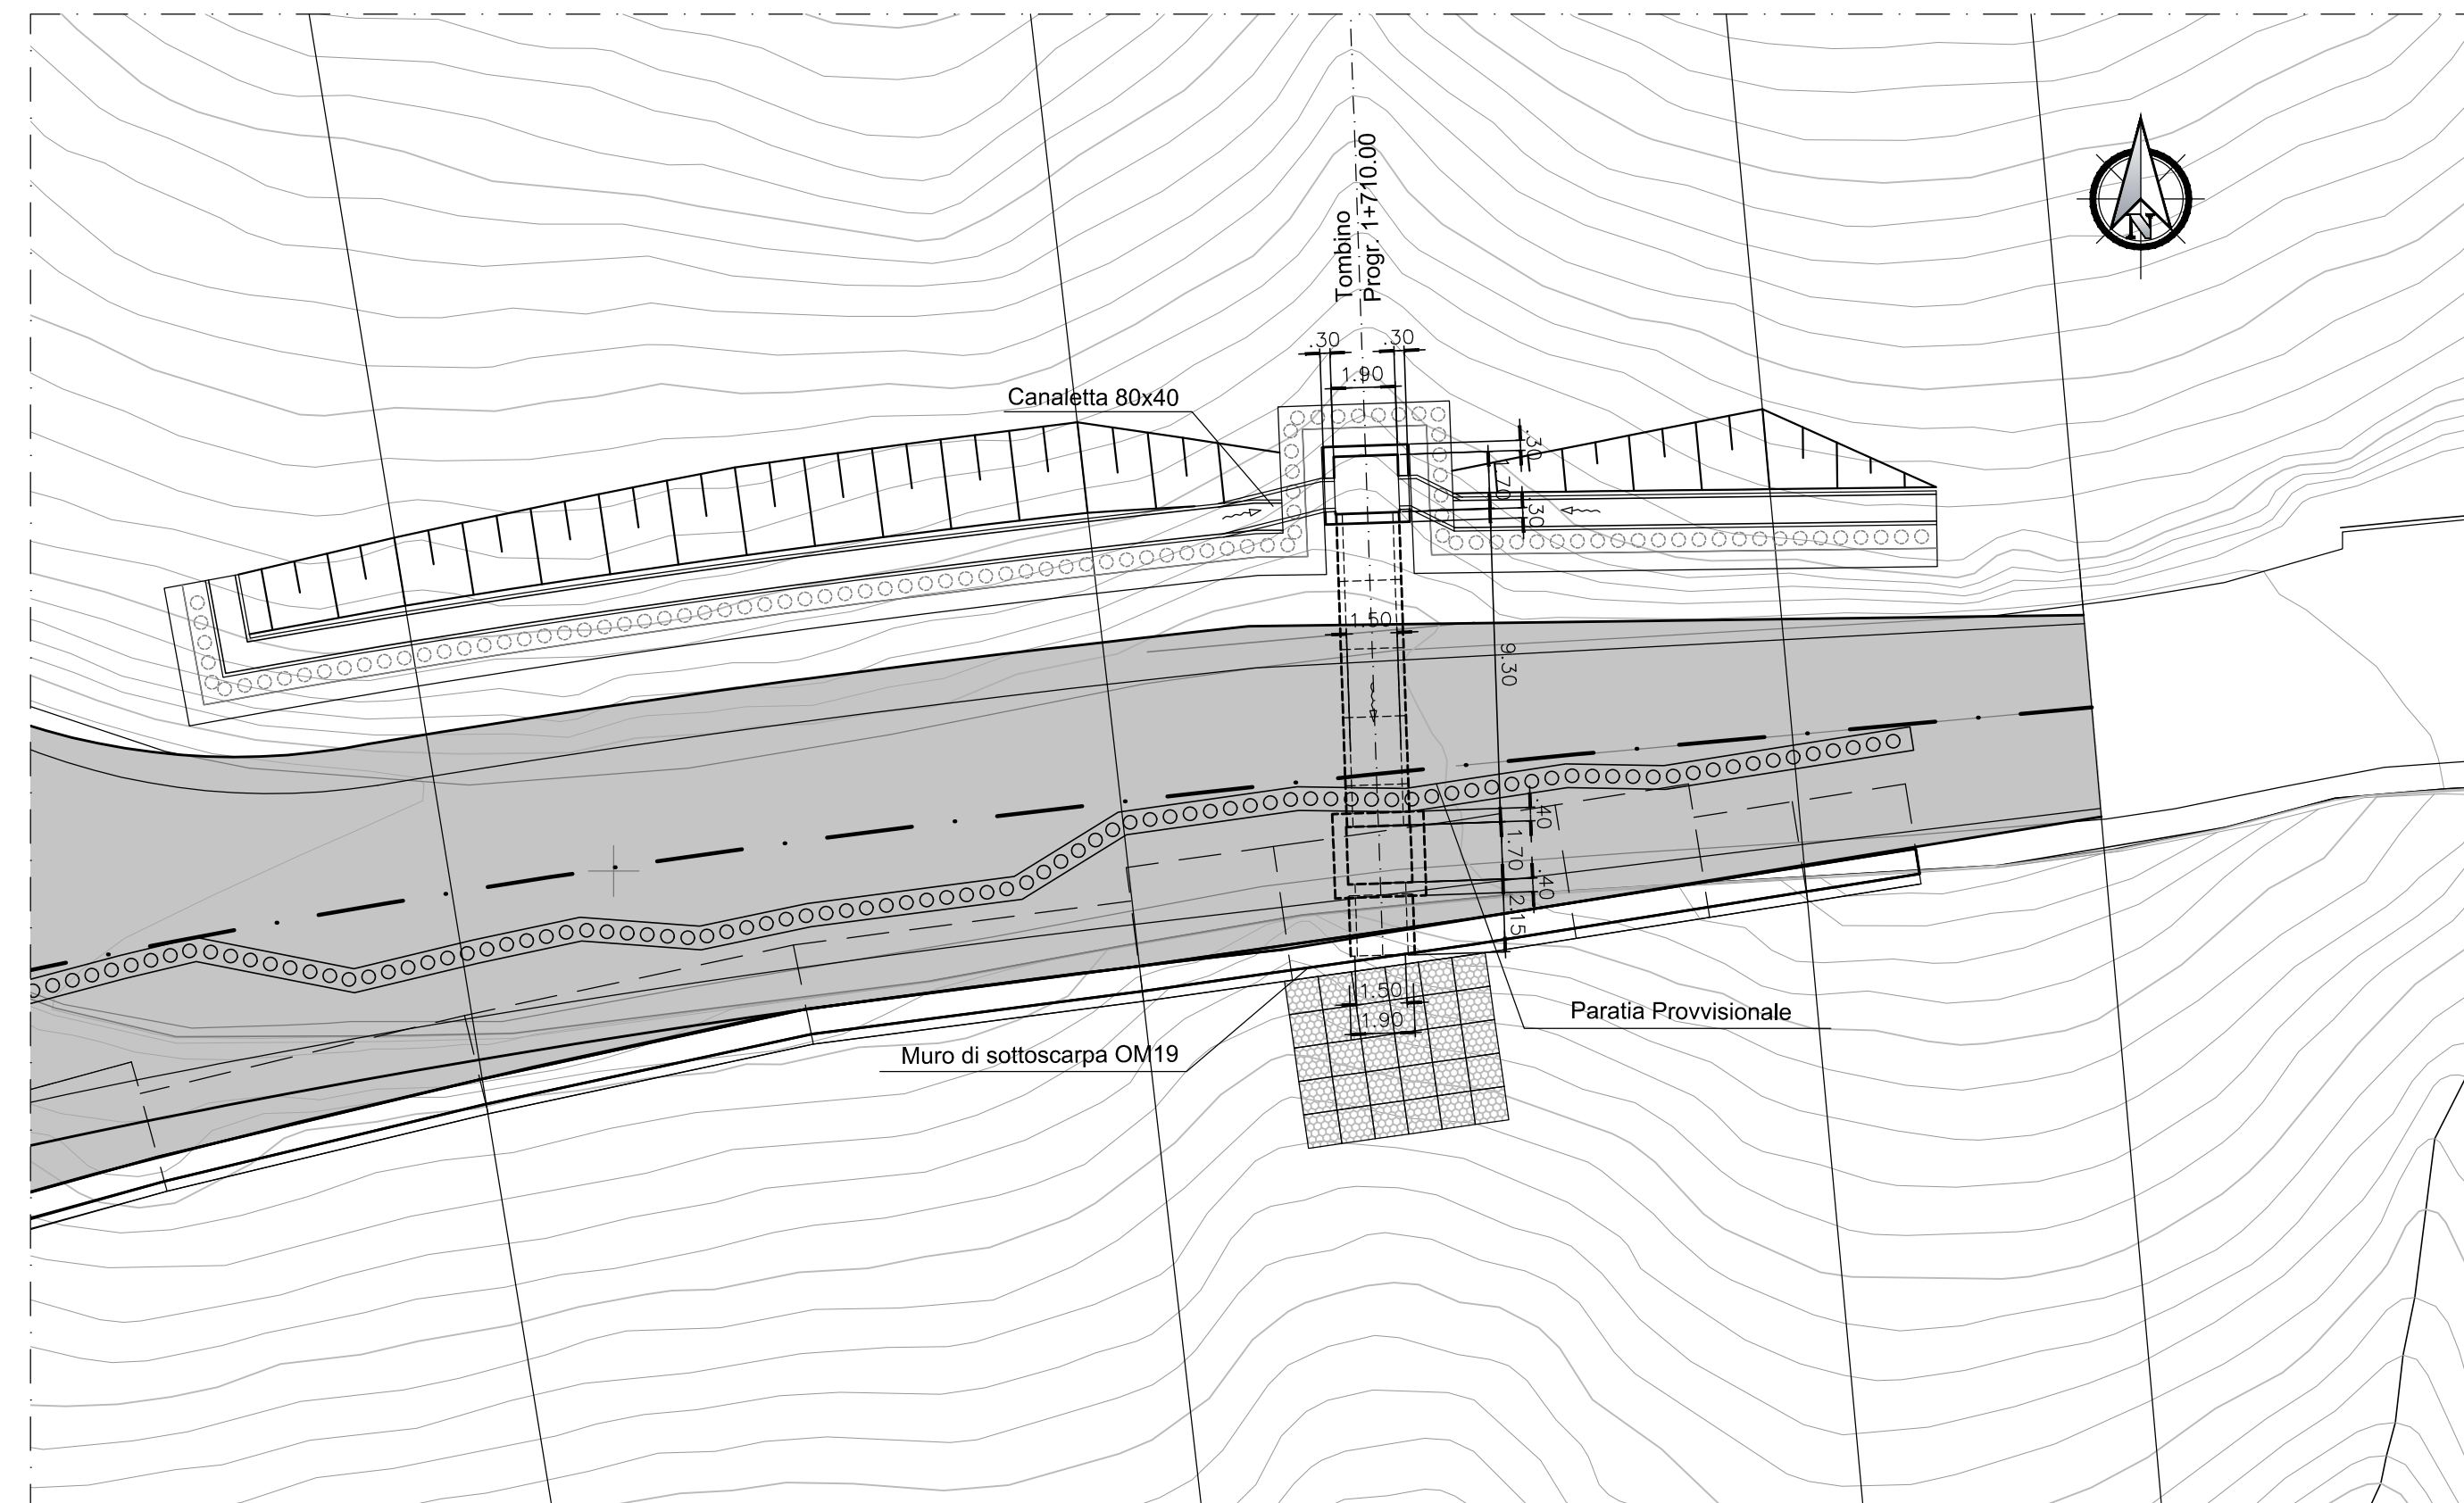 Tombino
Progr. 1+710.00
N
.30
.30
1.90
Canaletta 80x40
.30
1.70
.30
1.50
9.30
.40
1.70
.40
2.15
1.50
1.90
Paratia Provvisionale
Muro di sottoscarpa OM19